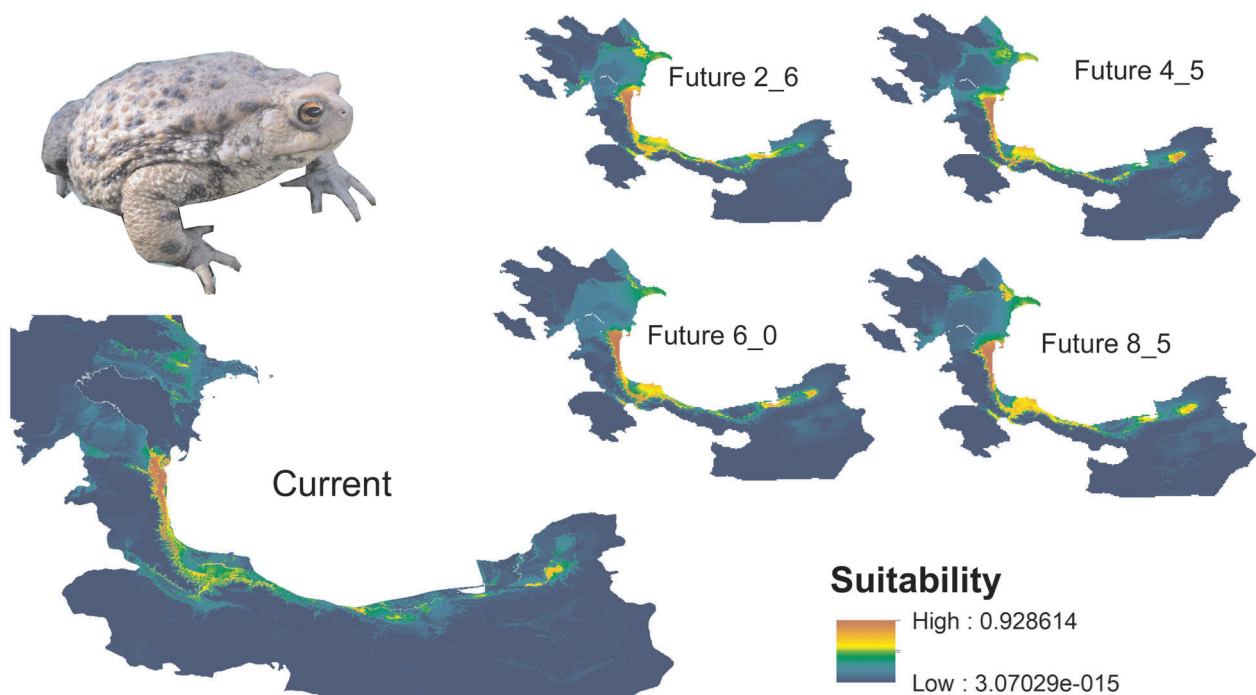 Future 2_6
Future 4_5
Future 6_0
Future 8_5
Current
Suitability
High : 0.928614
Low : 3.07029e-015